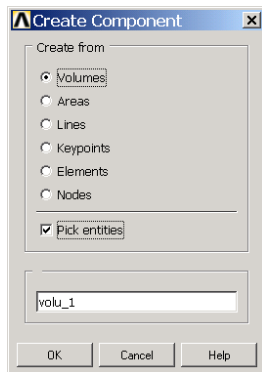 Create Component
Create from
Volumes
Areas
Lines
Keypoints
Elements
Nodes
Pick entities
volu_1
OK Cancel Help